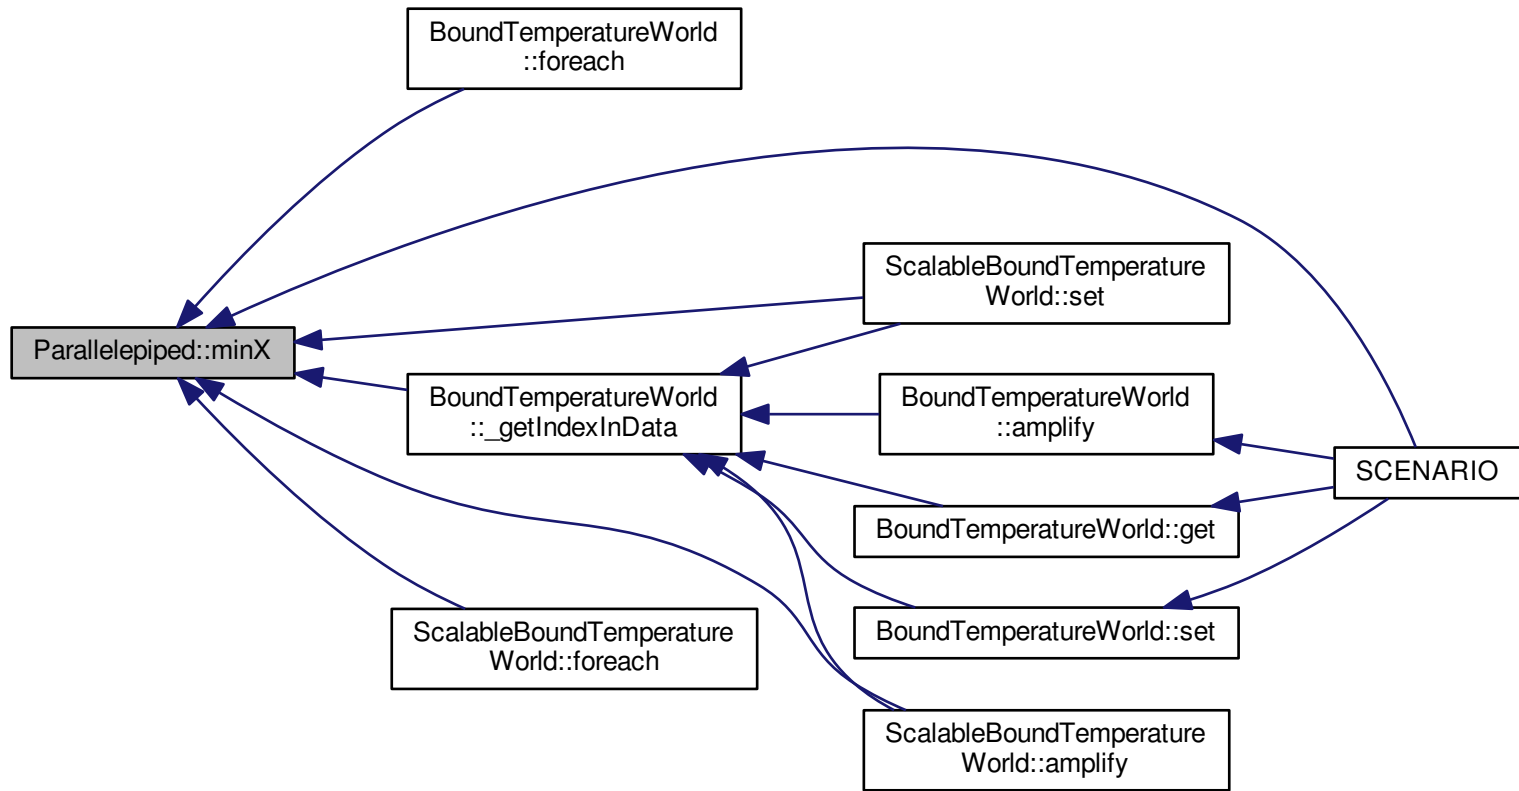 BoundTemperatureWorld
::foreach
ScalableBoundTemperature
World::set
Parallelepiped::minX
BoundTemperatureWorld
::_getIndexInData
BoundTemperatureWorld
::amplify
SCENARIO
BoundTemperatureWorld::get
BoundTemperatureWorld::set
ScalableBoundTemperature
World::foreach
ScalableBoundTemperature
World::amplify